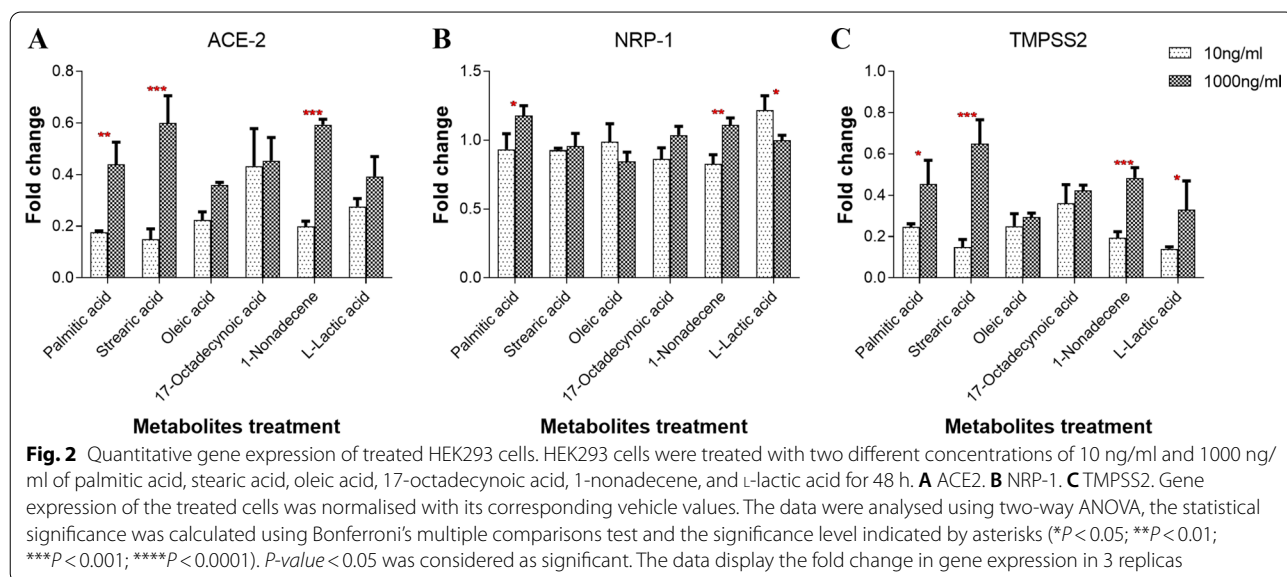 A
ACE-2
Fold change
0.8
0.6
0.4
0.2
0.0
**
***
***
Palmitic acid
Strearic acid
Oleic acid
17-Octadecynoic acid
1-Nonadecene
L-Lactic acid
Metabolites treatment
B
NRP-1
Fold change
1.5
1.0
0.5
0.0
*
**
*
Palmitic acid
Strearic acid
Oleic acid
17-Octadecynoic acid
1-Nonadecene
L-Lactic acid
Metabolites treatment
C
TMPSS2
Fold change
1.0
0.8
0.6
0.4
0.2
0.0
*
***
***
*
Palmitic acid
Strearic acid
Oleic acid
17-Octadecynoic acid
1-Nonadecene
L-Lactic acid
Metabolites treatment
10ng/ml
1000ng/ml
Fig. 2 Quantitative gene expression of treated HEK293 cells. HEK293 cells were treated with two different concentrations of 10 ng/ml and 1000 ng/
ml of palmitic acid, stearic acid, oleic acid, 17-octadecynoic acid, 1-nonadecene, and L-lactic acid for 48 h. A ACE2. B NRP-1. C TMPSS2. Gene
expression of the treated cells was normalised with its corresponding vehicle values. The data were analysed using two-way ANOVA, the statistical
significance was calculated using Bonferroni's multiple comparisons test and the significance level indicated by asterisks (*P < 0.05; **P < 0.01;
***P < 0.001; ****P < 0.0001). P-value < 0.05 was considered as significant. The data display the fold change in gene expression in 3 replicas